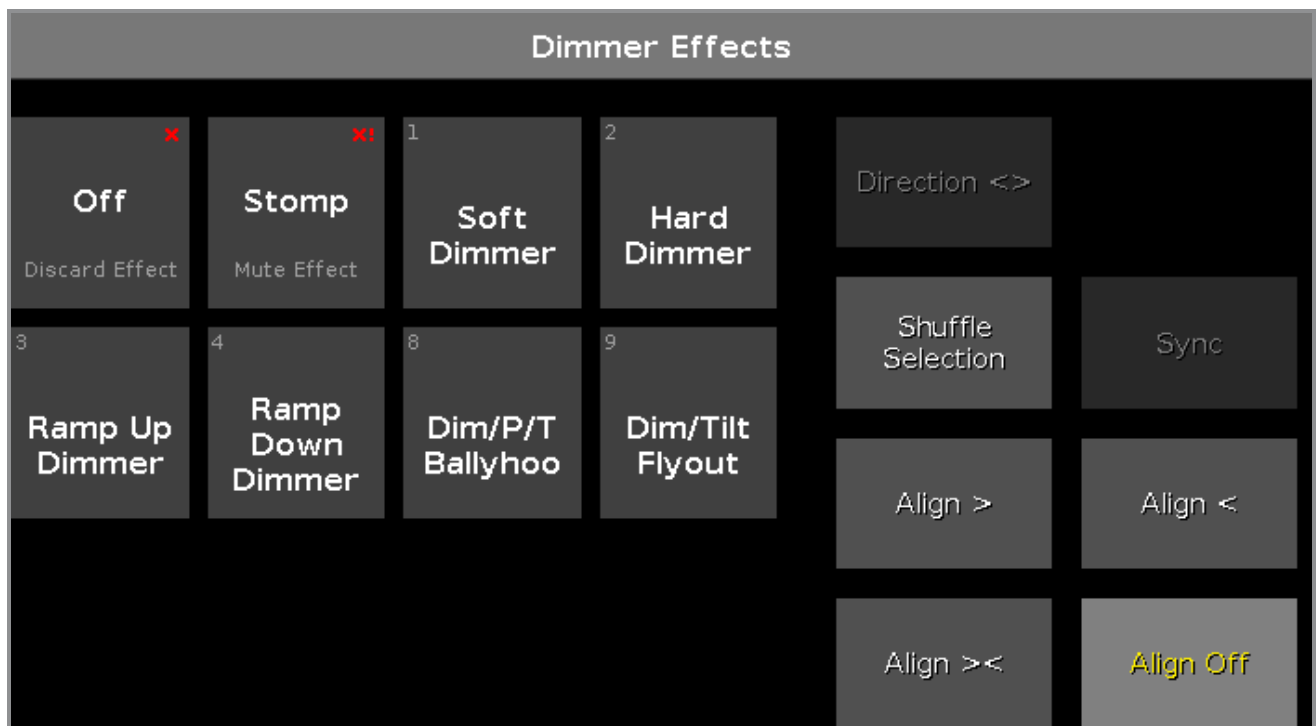 Dimmer Effects
x
Off
Discard Effect
x!
Stomp
Mute Effect
1
Soft
Dimmer
2
Hard
Dimmer
3
Ramp Up
Dimmer
4
Ramp
Down
Dimmer
8
Dim/P/T
Ballyhoo
9
Dim/Tilt
Flyout
Direction <>
Shuffle
Selection
Sync
Align >
Align <
Align ><
Align Off